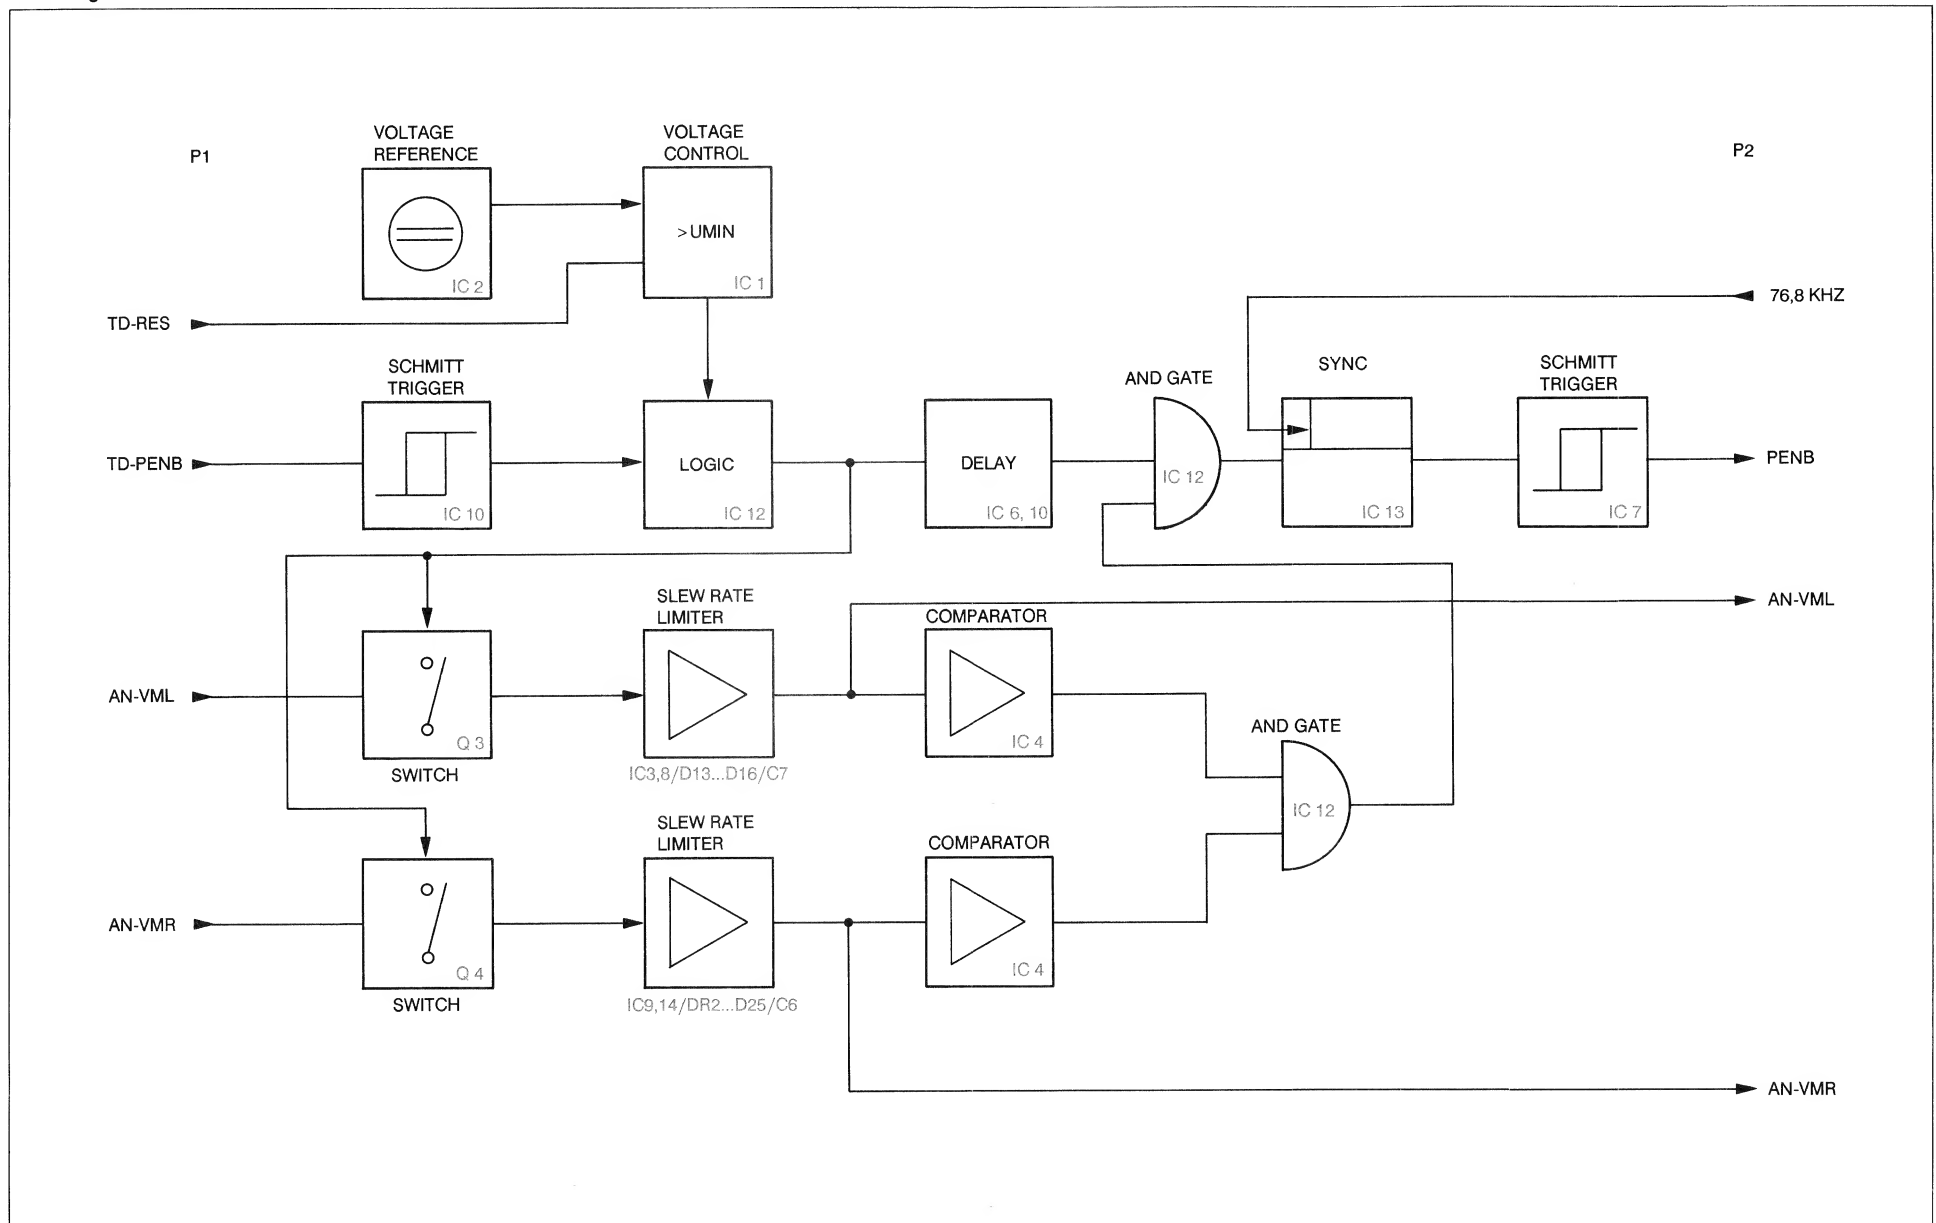 P1
VOLTAGE
REFERENCE
IC 2
VOLTAGE
CONTROL
>UMIN
IC 1
P2
TD-RES
76,8 KHZ
SCHMITT
TRIGGER
IC 10
TD-PENB
LOGIC
IC 12
DELAY
IC 6, 10
AND GATE
IC 12
SYNC
IC 13
SCHMITT
TRIGGER
IC 7
PENB
AN-VML
Q 3
SWITCH
SLEW RATE
LIMITER
IC3,8/D13...D16/C7
COMPARATOR
IC 4
AN-VML
AND GATE
IC 12
AN-VMR
Q 4
SWITCH
SLEW RATE
LIMITER
IC9,14/DR2...D25/C6
COMPARATOR
IC 4
AN-VMR